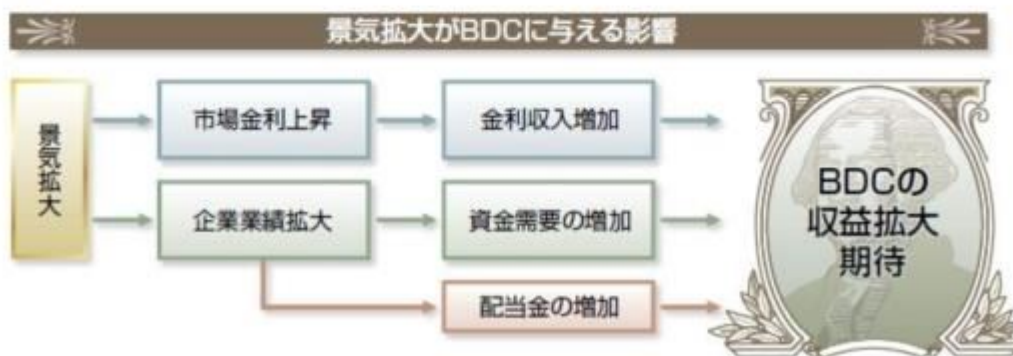 景気拡大がBDCに与える影響
景気拡大
市場金利上昇
金利収入増加
企業業績拡大
資金需要の増加
配当金の増加
BDCの
収益拡大
期待